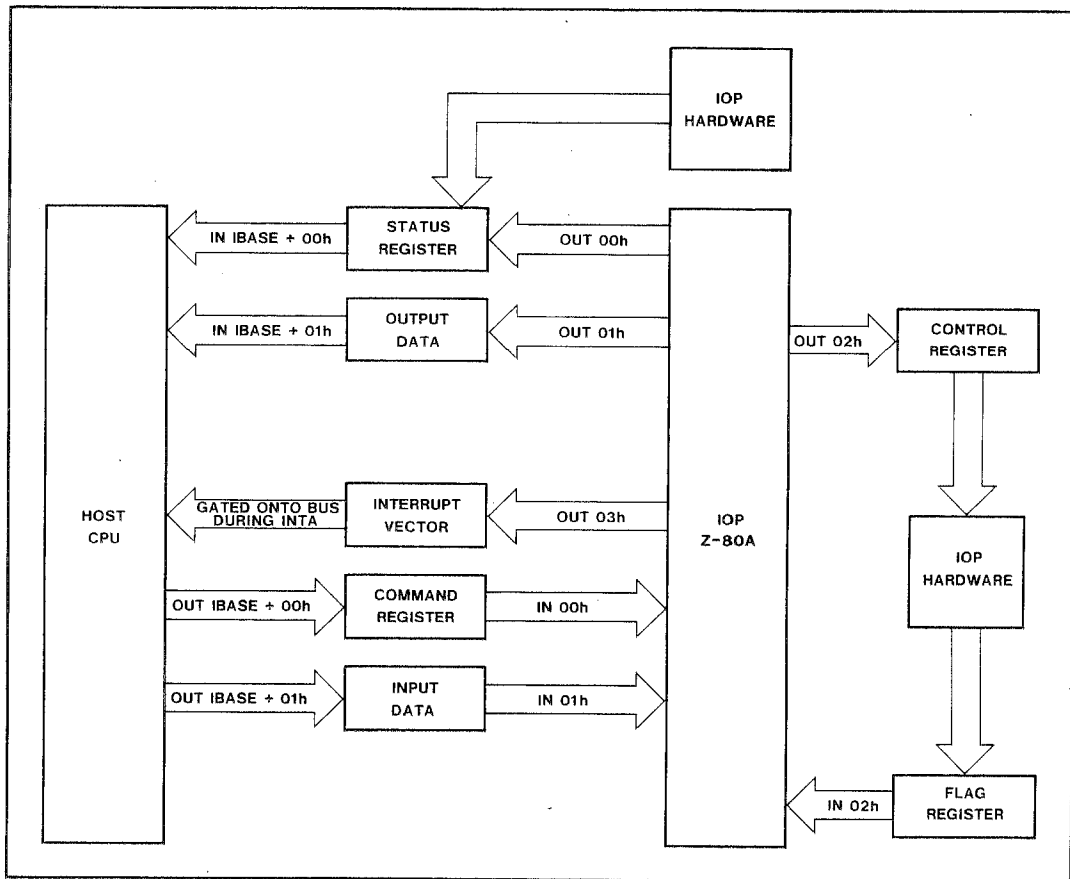 IOP
HARDWARE
STATUS
REGISTER
IN IBASE + 00h
OUT 00h
OUTPUT
DATA
IN IBASE + 01h
OUT 01h
OUT 02h
CONTROL
REGISTER
HOST
CPU
GATED ONTO BUS
DURING INTA
INTERRUPT
VECTOR
OUT 03h
IOP
Z-80A
IOP
HARDWARE
OUT IBASE + 00h
COMMAND
REGISTER
IN 00h
OUT IBASE + 01h
INPUT
DATA
IN 01h
IN 02h
FLAG
REGISTER